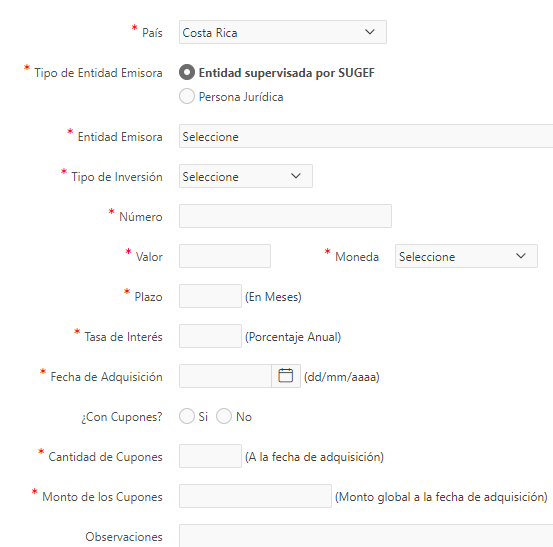 * País Costa Rica
* Tipo de Entidad Emisora Entidad supervisada por SUGEF
Persona Jurídica
* Entidad Emisora Seleccione
* Tipo de Inversión Seleccione
* Número
* Valor * Moneda Seleccione
* Plazo (En Meses)
* Tasa de Interés (Porcentaje Anual)
* Fecha de Adquisición (dd/mm/aaaa)
¿Con Cupones? Si No
* Cantidad de Cupones (A la fecha de adquisición)
* Monto de los Cupones (Monto global a la fecha de adquisición)
Observaciones